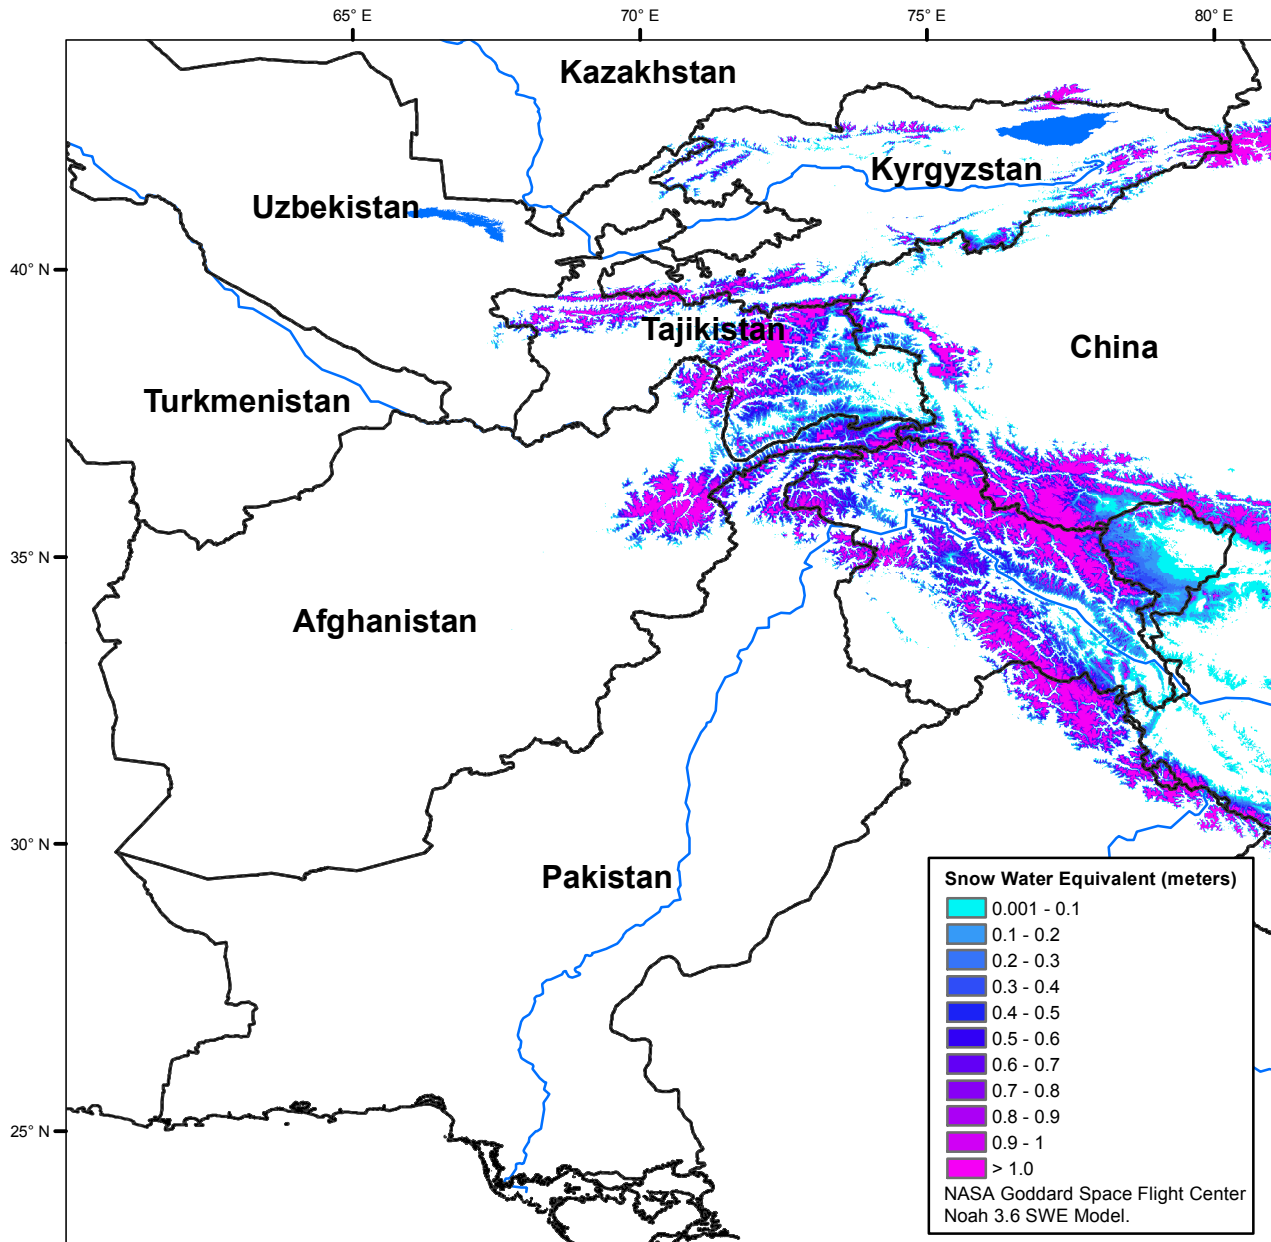 65° E
70° E
75° E
80° E
Kazakhstan
Kyrgyzstan
Uzbekistan
40° N
Tajikistan
China
Turkmenistan
35° N
Afghanistan
30° N
Pakistan
25° N
Snow Water Equivalent (meters)
0.001 - 0.1
0.1 - 0.2
0.2 - 0.3
0.3 - 0.4
0.4 - 0.5
0.5 - 0.6
0.6 - 0.7
0.7 - 0.8
0.8 - 0.9
0.9 - 1
> 1.0
NASA Goddard Space Flight Center
Noah 3.6 SWE Model.